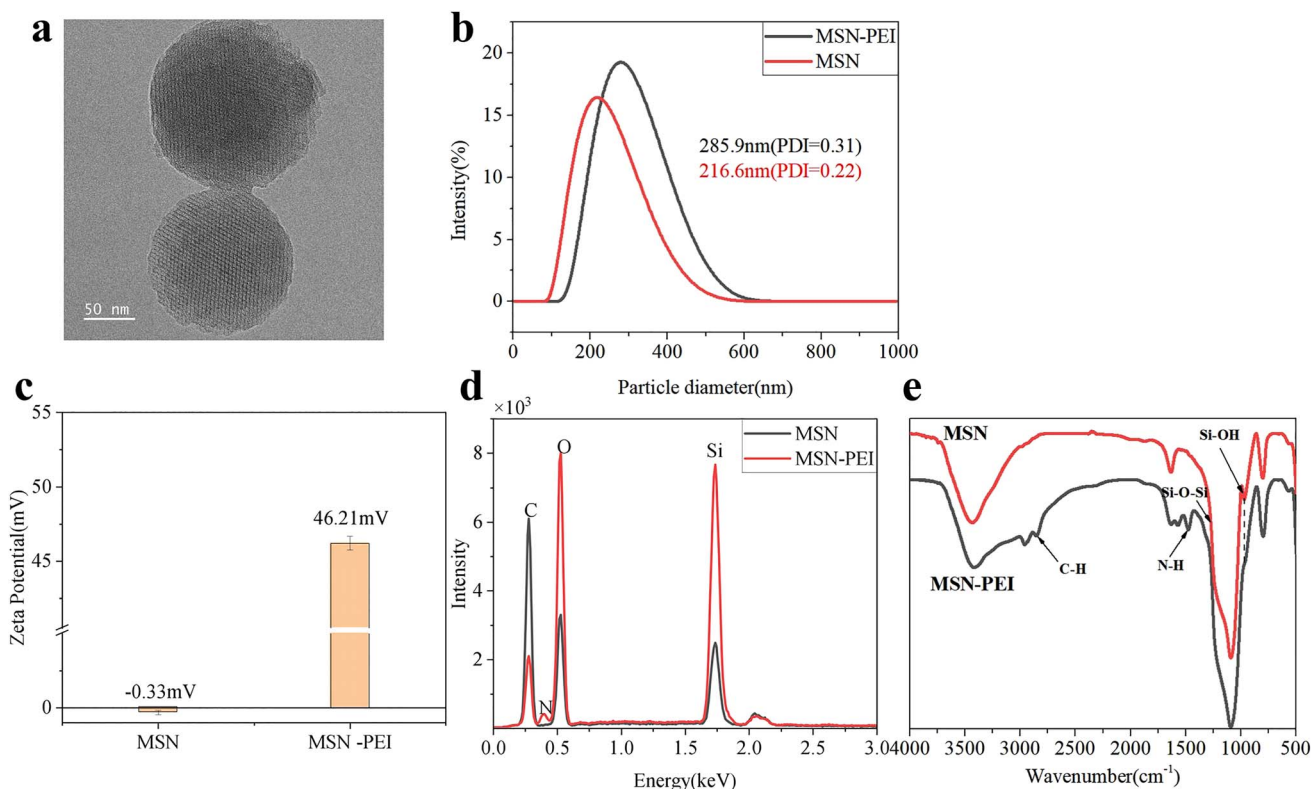 a
50 nm
b
MSN-PEI
MSN
285.9nm(PDI=0.31)
216.6nm(PDI=0.22)
Intensity(%)
20
15
10
5
0
0 200 400 600 800 1000
Particle diameter(nm)
c
Zeta Potential(mV)
55
50
45
0
-0.33mV
46.21mV
MSN MSN -PEI
d
×10³
MSN
MSN-PEI
C
O
N
Si
Intensity
8
6
4
2
0.0 0.5 1.0 1.5 2.0 2.5 3.0
Energy(keV)
e
MSN
MSN-PEI
Si-OH
Si-O-Si
C-H
N-H
4000 3500 3000 2500 2000 1500 1000 500
Wavenumber(cm⁻¹)